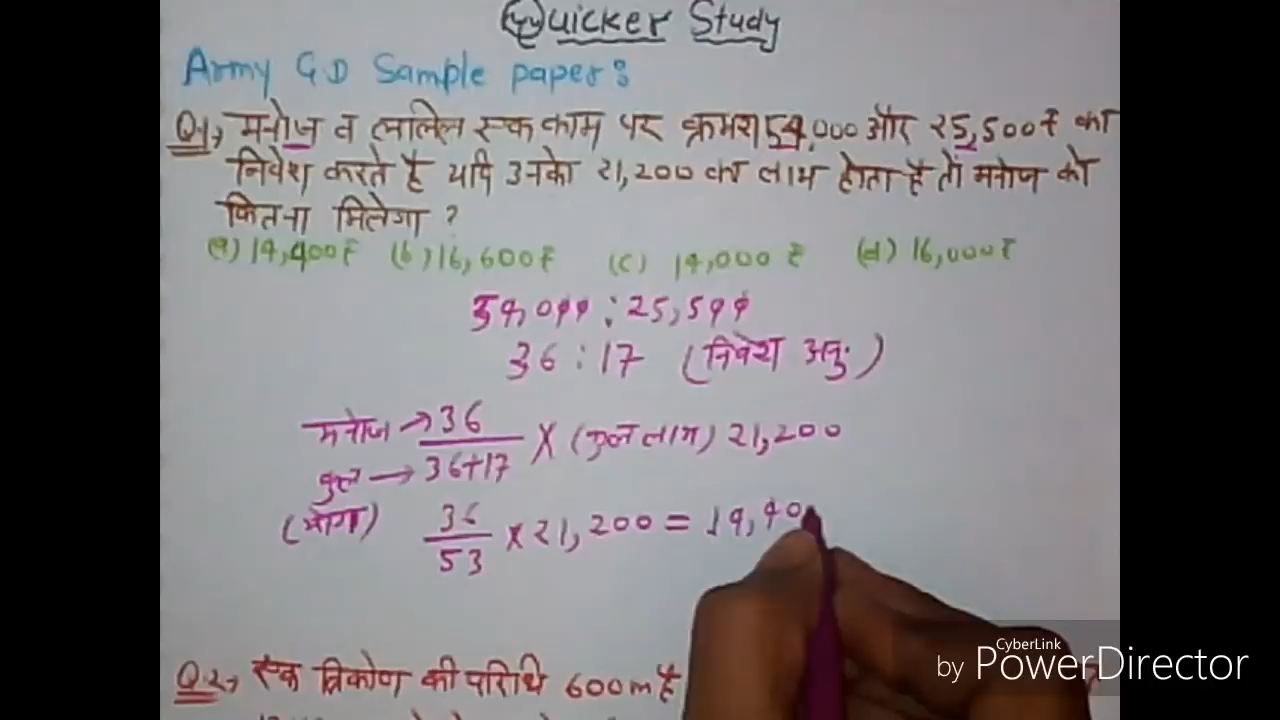 Quicker Study
Army GD Sample paper:
Q1, मनोज व ललित एक काम पर क्रमश 54,000 और 25,500₹ का
निवेश करते है यदि उनको 21,200 का लाभ होता है तो मनोज को
कितना मिलेगा ?
(a) 14,400₹ (b) 16,600₹ (c) 14,000 ₹ (d) 16,000₹
54,000 : 25,500
36 : 17 (निवेश अनु.)
मनोज → 36
36+17 × (कुल लाभ) 21,200
कुल →
(योग) 36
53 × 21,200 = 14,40
Q2, एक त्रिकोण की परिधि 600m है
CyberLink
by PowerDirector